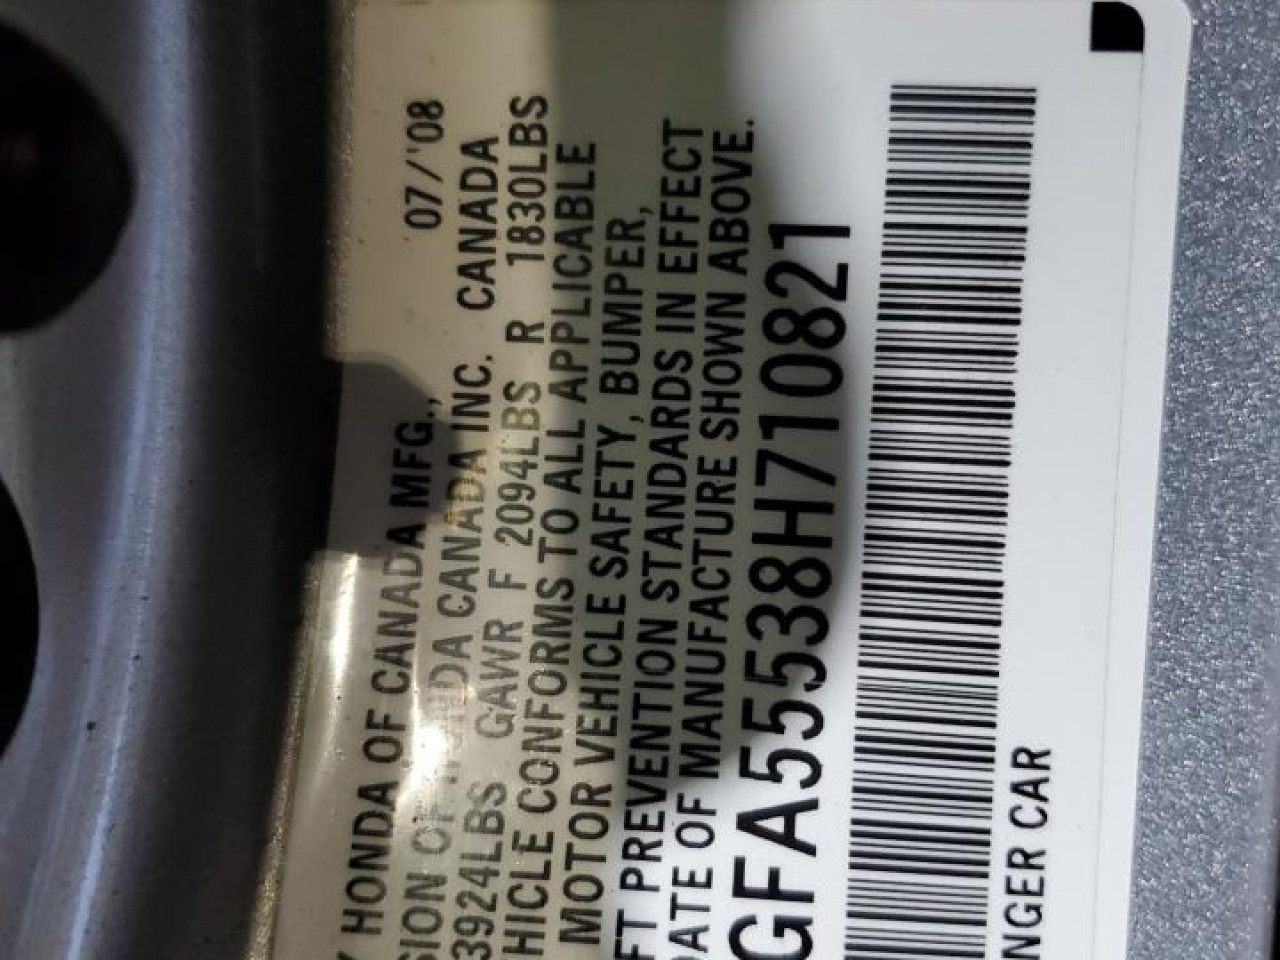 HONDA OF CANADA MFG., 07/'08
SION OF HONDA CANADA INC. CANADA
3924LBS GAWR F 2094LBS R 1830LBS
HICLE CONFORMS TO ALL APPLICABLE
MOTOR VEHICLE SAFETY, BUMPER,
FT PREVENTION STANDARDS IN EFFECT
DATE OF MANUFACTURE SHOWN ABOVE.
GFA55538H710821
NGER CAR